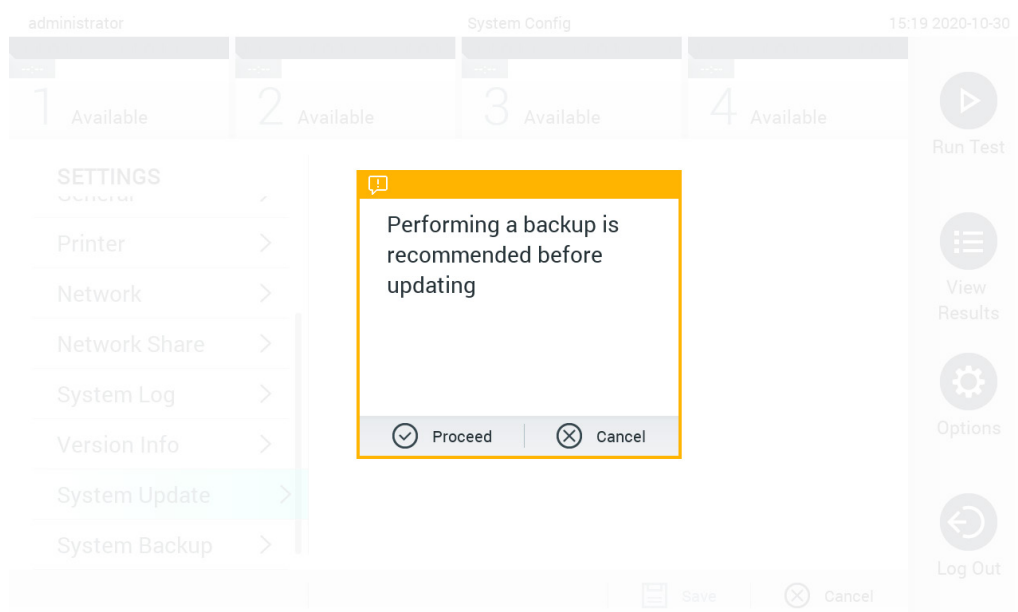 administrator
System Config
15:19 2020-10-30
1 Available
2 Available
3 Available
4 Available
Run Test
SETTINGS
General
Printer
Network
Network Share
System Log
Version Info
System Update
System Backup
Performing a backup is
recommended before
updating
Proceed
Cancel
View
Results
Options
Log Out
Save
Cancel